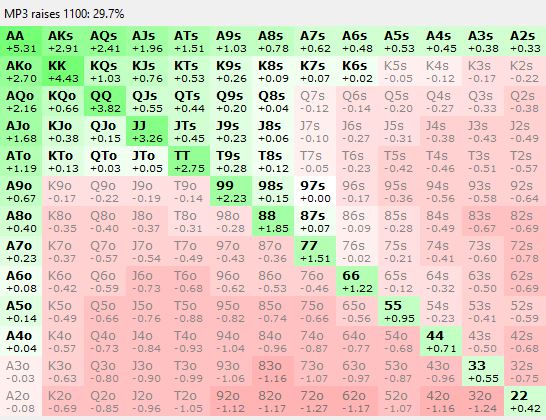 MP3 raises 1100: 29.7%
AA AKs AQs AJs ATs A9s A8s A7s A6s A5s A4s A3s A2s
+5.31 +2.91 +2.41 +1.96 +1.51 +1.03 +0.78 +0.62 +0.48 +0.53 +0.45 +0.38 +0.33
AKo KK KQs KJs KTs K9s K8s K7s K6s K5s K4s K3s K2s
+2.70 +4.43 +1.03 +0.76 +0.53 +0.26 +0.09 +0.07 +0.02 -0.05 -0.12 -0.17 -0.22
AQo KQo QQ QJs QTs Q9s Q8s Q7s Q6s Q5s Q4s Q3s Q2s
+2.16 +0.66 +3.82 +0.55 +0.44 +0.20 +0.04 -0.12 -0.14 -0.20 -0.27 -0.33 -0.38
AJo KJo QJo JJ JTs J9s J8s J7s J6s J5s J4s J3s J2s
+1.68 +0.38 +0.15 +3.26 +0.45 +0.23 +0.06 -0.10 -0.27 -0.31 -0.38 -0.43 -0.49
ATo KTo QTo JTo TT T9s T8s T7s T6s T5s T4s T3s T2s
+1.19 +0.13 +0.03 +0.05 +2.75 +0.28 +0.12 -0.05 -0.23 -0.42 -0.46 -0.51 -0.57
A9o K9o Q9o J9o T9o 99 98s 97s 96s 95s 94s 93s 92s
+0.67 -0.17 -0.22 -0.19 -0.14 +2.23 +0.15 +0.00 -0.17 -0.36 -0.56 -0.58 -0.64
A8o K8o Q8o J8o T8o 98o 88 87s 86s 85s 84s 83s 82s
+0.40 -0.35 -0.40 -0.37 -0.31 -0.28 +1.85 +0.07 -0.09 -0.28 -0.49 -0.67 -0.69
A7o K7o Q7o J7o T7o 97o 87o 77 76s 75s 74s 73s 72s
+0.23 -0.37 -0.57 -0.54 -0.49 -0.43 -0.36 +1.51 -0.02 -0.21 -0.41 -0.60 -0.78
A6o K6o Q6o J6o T6o 96o 86o 76o 66 65s 64s 63s 62s
+0.08 -0.42 -0.59 -0.73 -0.68 -0.62 -0.53 -0.46 +1.22 -0.12 -0.32 -0.50 -0.69
A5o K5o Q5o J5o T5o 95o 85o 75o 65o 55 54s 53s 52s
+0.14 -0.49 -0.66 -0.76 -0.88 -0.82 -0.74 -0.66 -0.56 +0.95 -0.23 -0.41 -0.59
A4o K4o Q4o J4o T4o 94o 84o 74o 64o 54o 44 43s 42s
+0.04 -0.57 -0.73 -0.84 -0.93 -1.04 -0.96 -0.87 -0.77 -0.68 +0.71 -0.50 -0.68
A3o K3o Q3o J3o T3o 93o 83o 73o 63o 53o 43o 33 32s
-0.03 -0.63 -0.80 -0.90 -0.99 -1.06 -1.16 -1.07 -0.97 -0.87 -0.96 +0.55 -0.75
A2o K2o Q2o J2o T2o 92o 82o 72o 62o 52o 42o 32o 22
-0.08 -0.69 -0.85 -0.96 -1.05 -1.12 -1.17 -1.27 -1.17 -1.07 -1.16 -1.24 +0.42